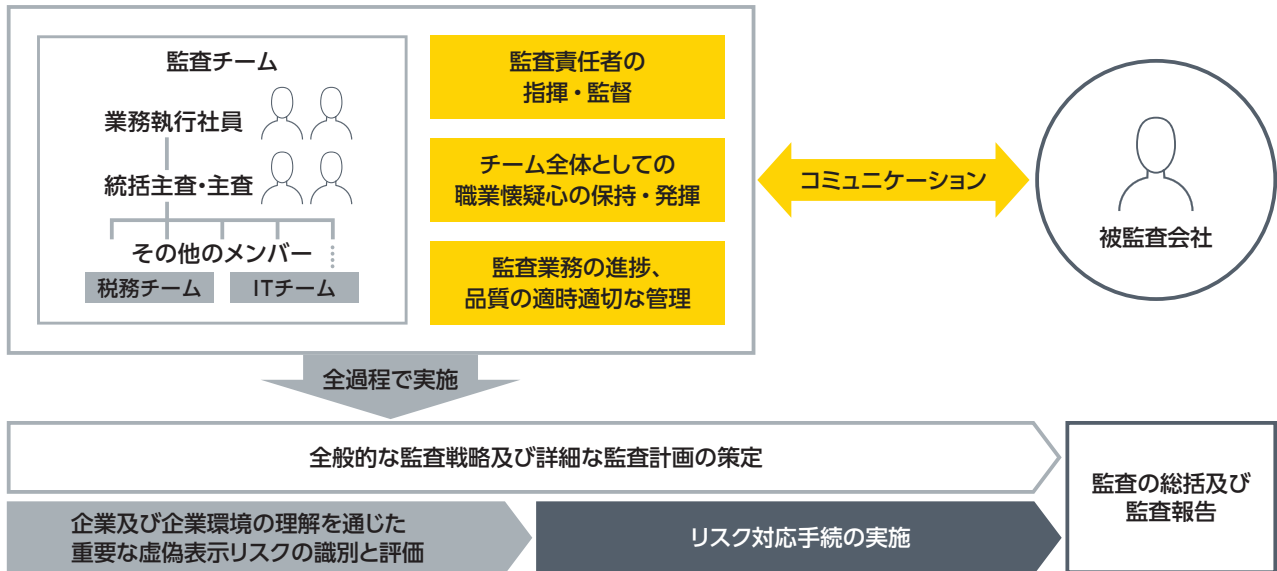 監査チーム
業務執行社員
統括主査・主査
その他のメンバー
税務チーム
ITチーム
監査責任者の
指揮・監督
チーム全体としての
職業懐疑心の保持・発揮
監査業務の進捗、
品質の適時適切な管理
コミュニケーション
被監査会社
全過程で実施
全般的な監査戦略及び詳細な監査計画の策定
企業及び企業環境の理解を通じた
重要な虚偽表示リスクの識別と評価
リスク対応手続の実施
監査の総括及び
監査報告